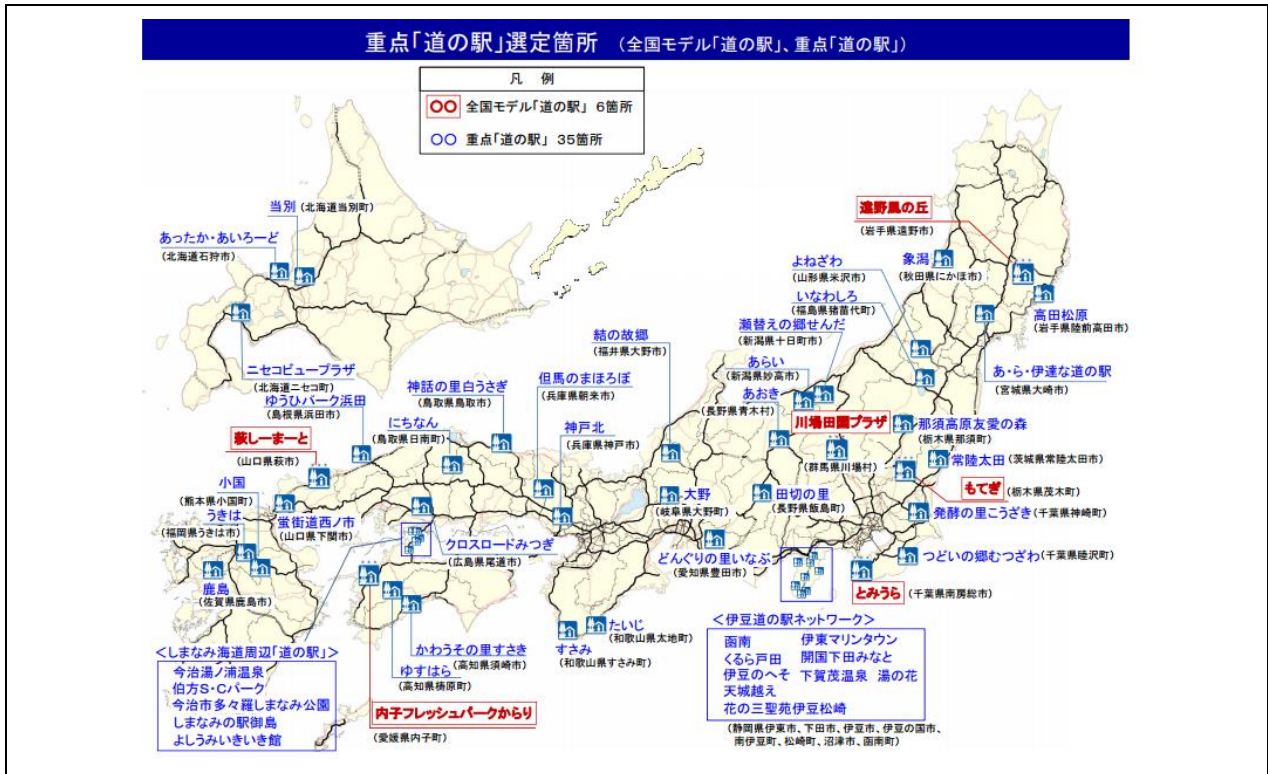 重点「道の駅」選定箇所 (全国モデル「道の駅」、重点「道の駅」)
凡 例
〇〇 全国モデル「道の駅」 6箇所
〇〇 重点「道の駅」 35箇所
当別(北海道当別町)
あったか・あいろーど
(北海道石狩市)
ニセコビュープラザ
(北海道ニセコ町)
遠野風の丘
(岩手県遠野市)
象潟
(秋田県にかほ市)
高田松原
(岩手県陸前高田市)
よねざわ
(山形県米沢市)
いなわしろ
(福島県猪苗代町)
瀬替えの郷せんだ
(新潟県十日町市)
あ・ら・伊達な道の駅
(宮城県大崎市)
結の故郷
(福井県大野市)
あらい
(新潟県妙高市)
あおき
(長野県青木村)
川場田園プラザ
(群馬県川場村)
那須高原友愛の森
(栃木県那須町)
常陸太田(茨城県常陸太田市)
もてぎ(栃木県茂木町)
発酵の里こうざき(千葉県神崎町)
つどいの郷むつざわ(千葉県睦沢町)
とみうら(千葉県南房総市)
ゆうひパーク浜田
(島根県浜田市)
神話の里白うさぎ
(鳥取県鳥取市)
但馬のまほろば
(兵庫県朝来市)
にちなん
(鳥取県日南町)
神戸北
(兵庫県神戸市)
萩しーまーと
(山口県萩市)
小国
(熊本県小国町)
うきは
(福岡県うきは市)
蛍街道西ノ市
(山口県下関市)
クロスロードみつぎ
(広島県尾道市)
大野
(岐阜県大野町)
田切の里
(長野県飯島町)
どんぐりの里いなぶ
(愛知県豊田市)
鹿島
(佐賀県鹿島市)
たいじ
(和歌山県太地町)
すさみ
(和歌山県すさみ町)
かわうその里すさき
(高知県須崎市)
ゆすはら
(高知県梼原町)
内子フレッシュパークからり
(愛媛県内子町)
<しまなみ海道周辺「道の駅」>
今治湯ノ浦温泉
伯方S・Cパーク
今治市多々羅しまなみ公園
しまなみの駅御島
よしうみいきいき館
<伊豆道の駅ネットワーク>
函南 伊東マリンタウン
くるら戸田 開国下田みなと
伊豆のへそ 下賀茂温泉 湯の花
天城越え
花の三聖苑伊豆松崎
(静岡県伊東市、下田市、伊豆市、伊豆の国市、
南伊豆町、松崎町、沼津市、函南町)